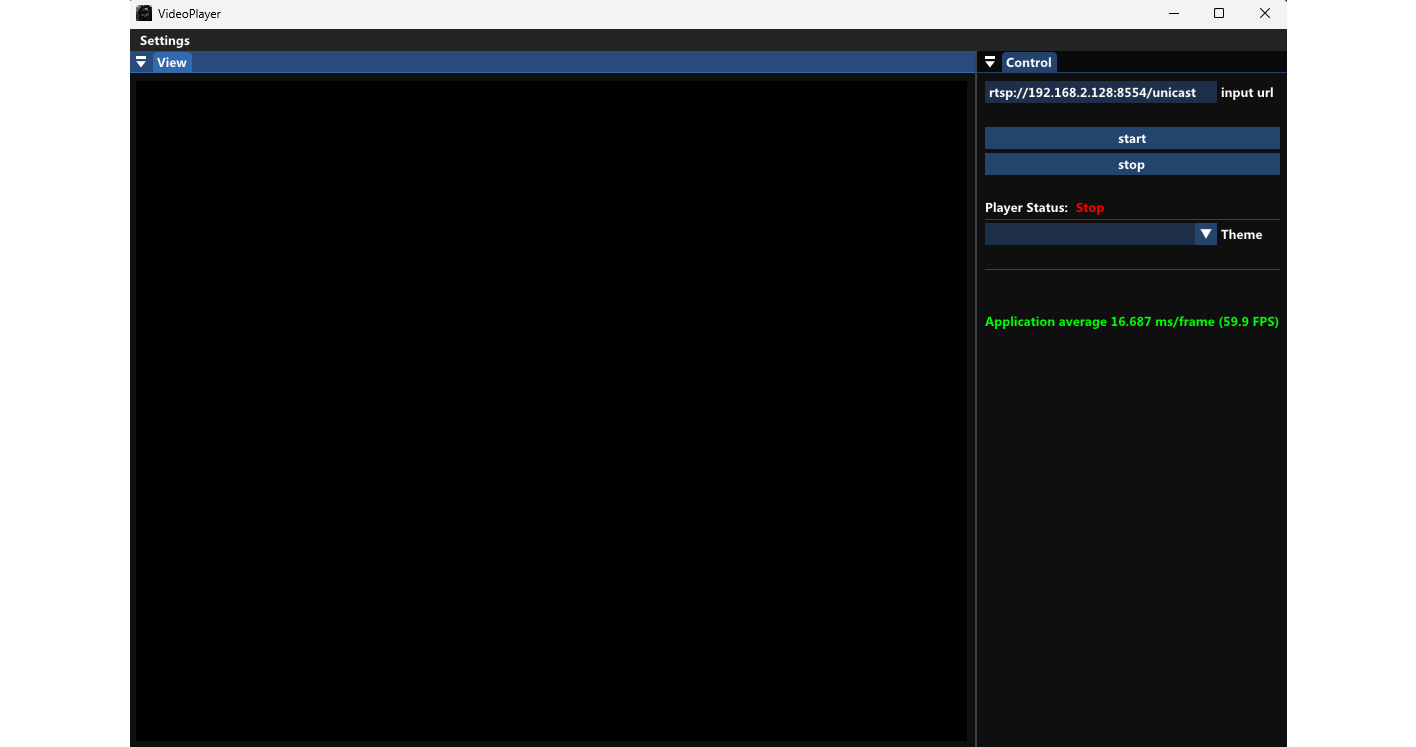 VideoPlayer
Settings
View
Control
rtsp://192.168.2.128:8554/unicast input url
start
stop
Player Status: Stop
Theme
Application average 16.687 ms/frame (59.9 FPS)